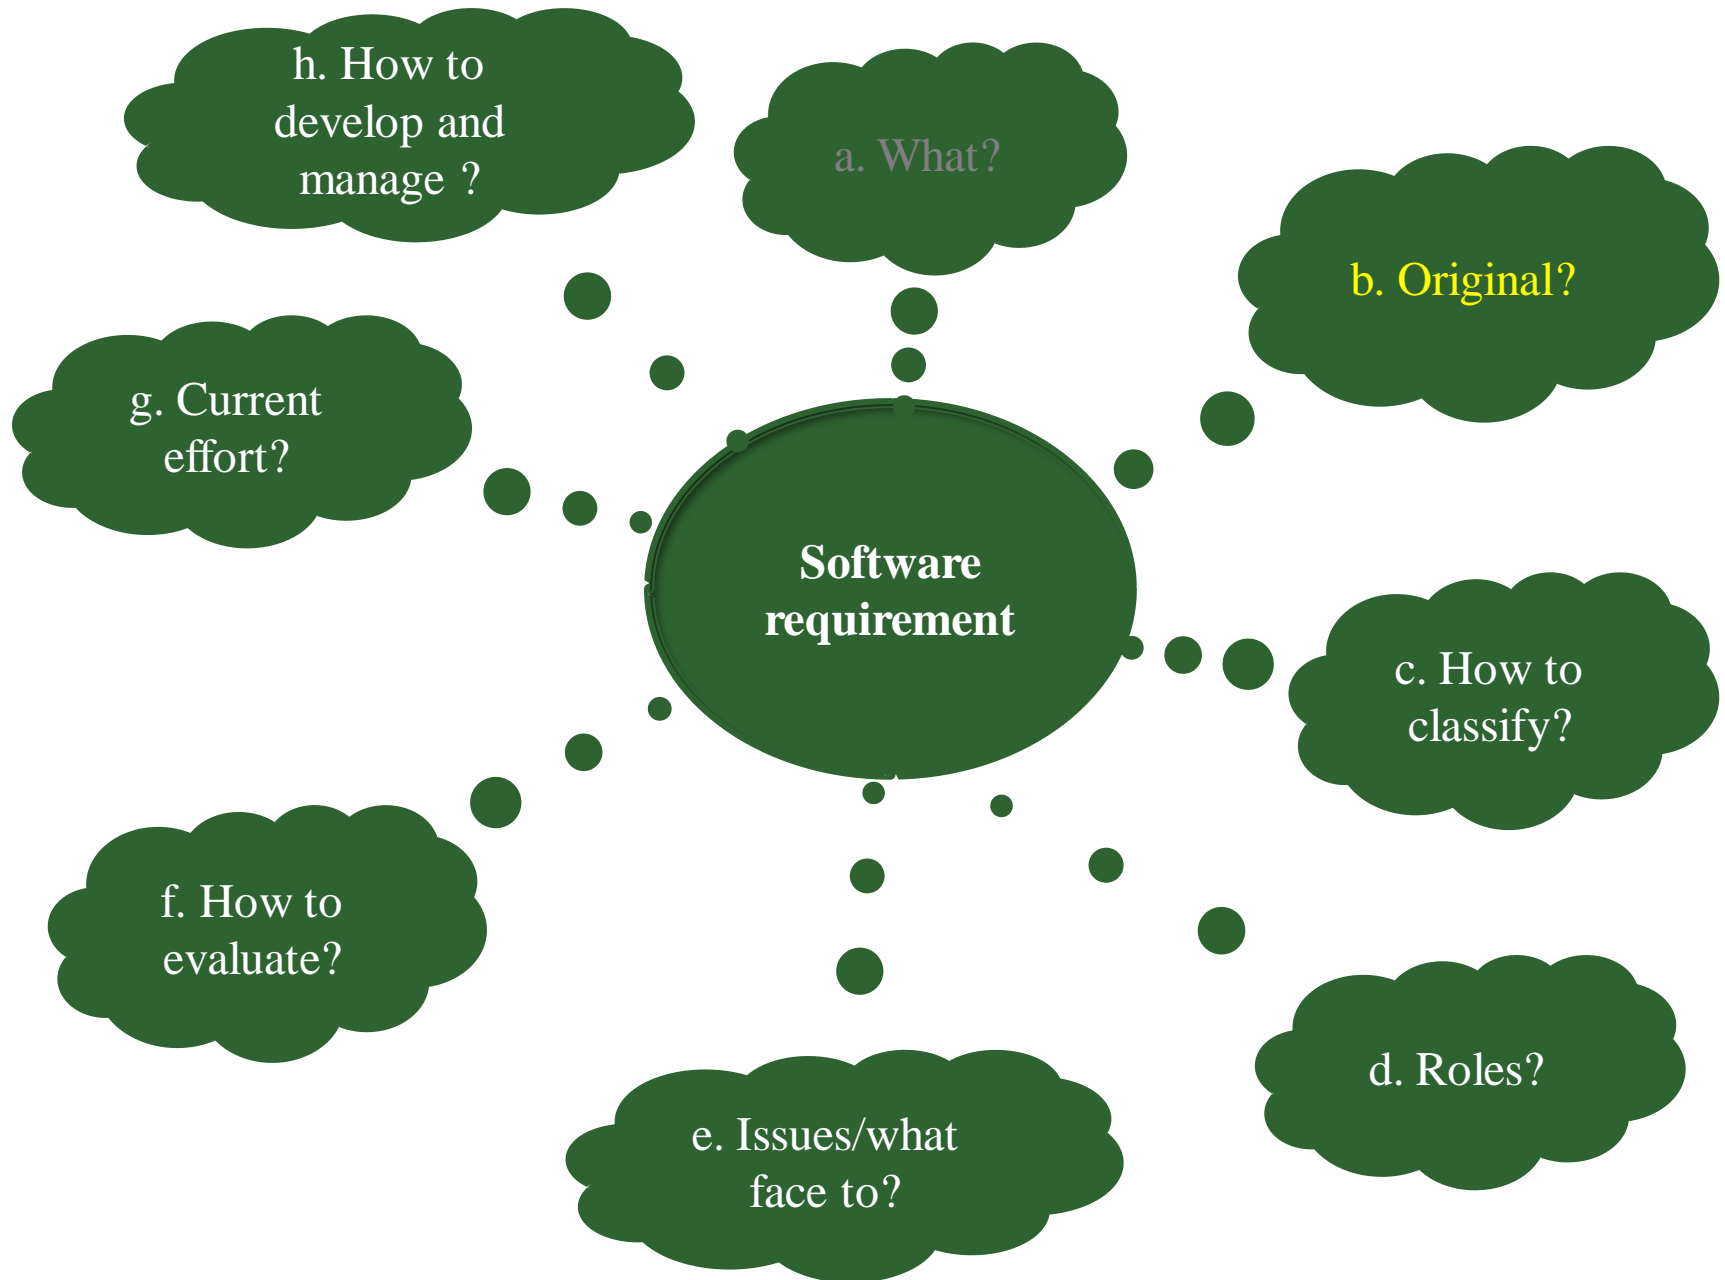 h. How to
develop and
manage ?
a. What?
b. Original?
g. Current
effort?
Software
requirement
c. How to
classify?
f. How to
evaluate?
d. Roles?
e. Issues/what
face to?